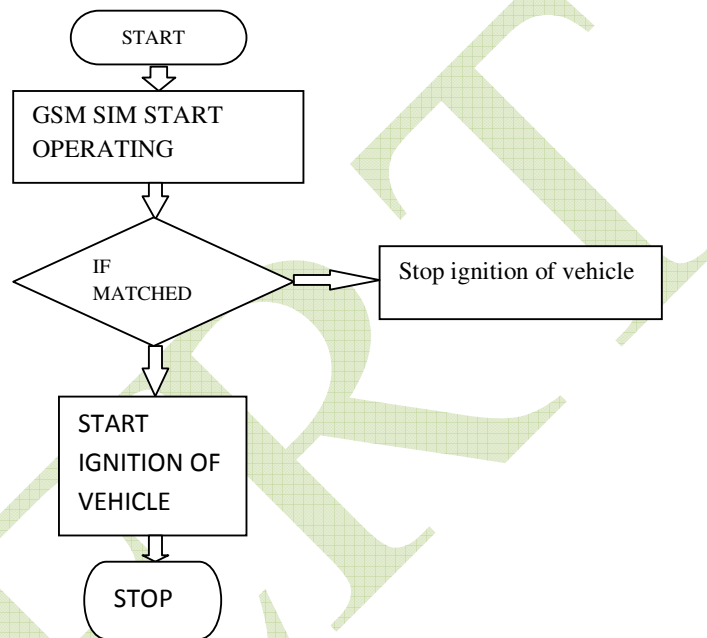 START
GSM SIM START
OPERATING
IF
MATCHED
Stop ignition of vehicle
START
IGNITION OF
VEHICLE
STOP